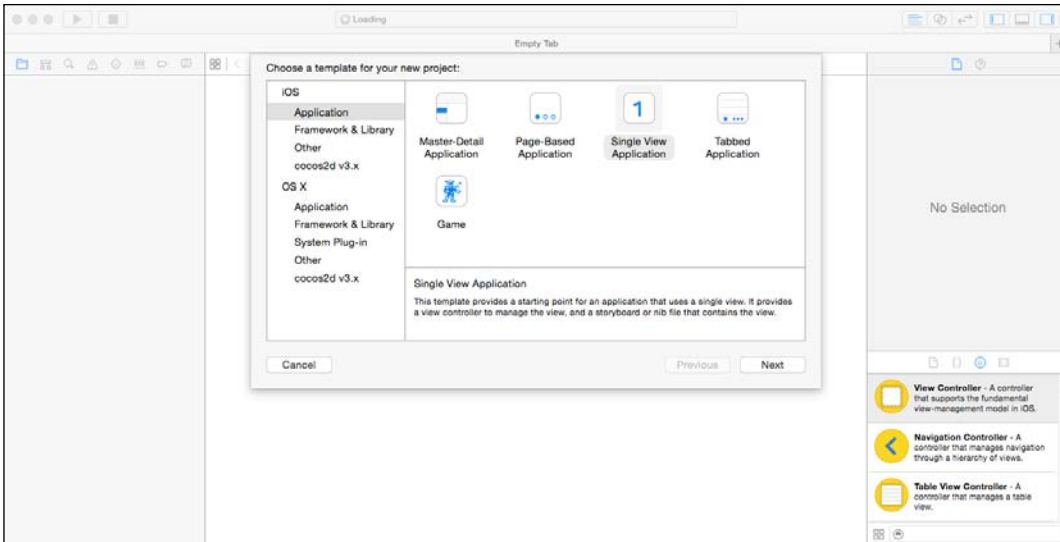 Loading
Empty Tab
Choose a template for your new project:
iOS
Application
Framework & Library
Other
cocos2d v3.x
OS X
Application
Framework & Library
System Plug-in
Other
cocos2d v3.x
Master-Detail
Application
Page-Based
Application
1
Single View
Application
Tabbed
Application
Game
Single View Application
This template provides a starting point for an application that uses a single view. It provides
a view controller to manage the view, and a storyboard or nib file that contains the view.
Cancel
Previous
Next
No Selection
View Controller - A controller
that supports the fundamental
view-management model in iOS.
Navigation Controller - A
controller that manages navigation
through a hierarchy of views.
Table View Controller - A
controller that manages a table
view.